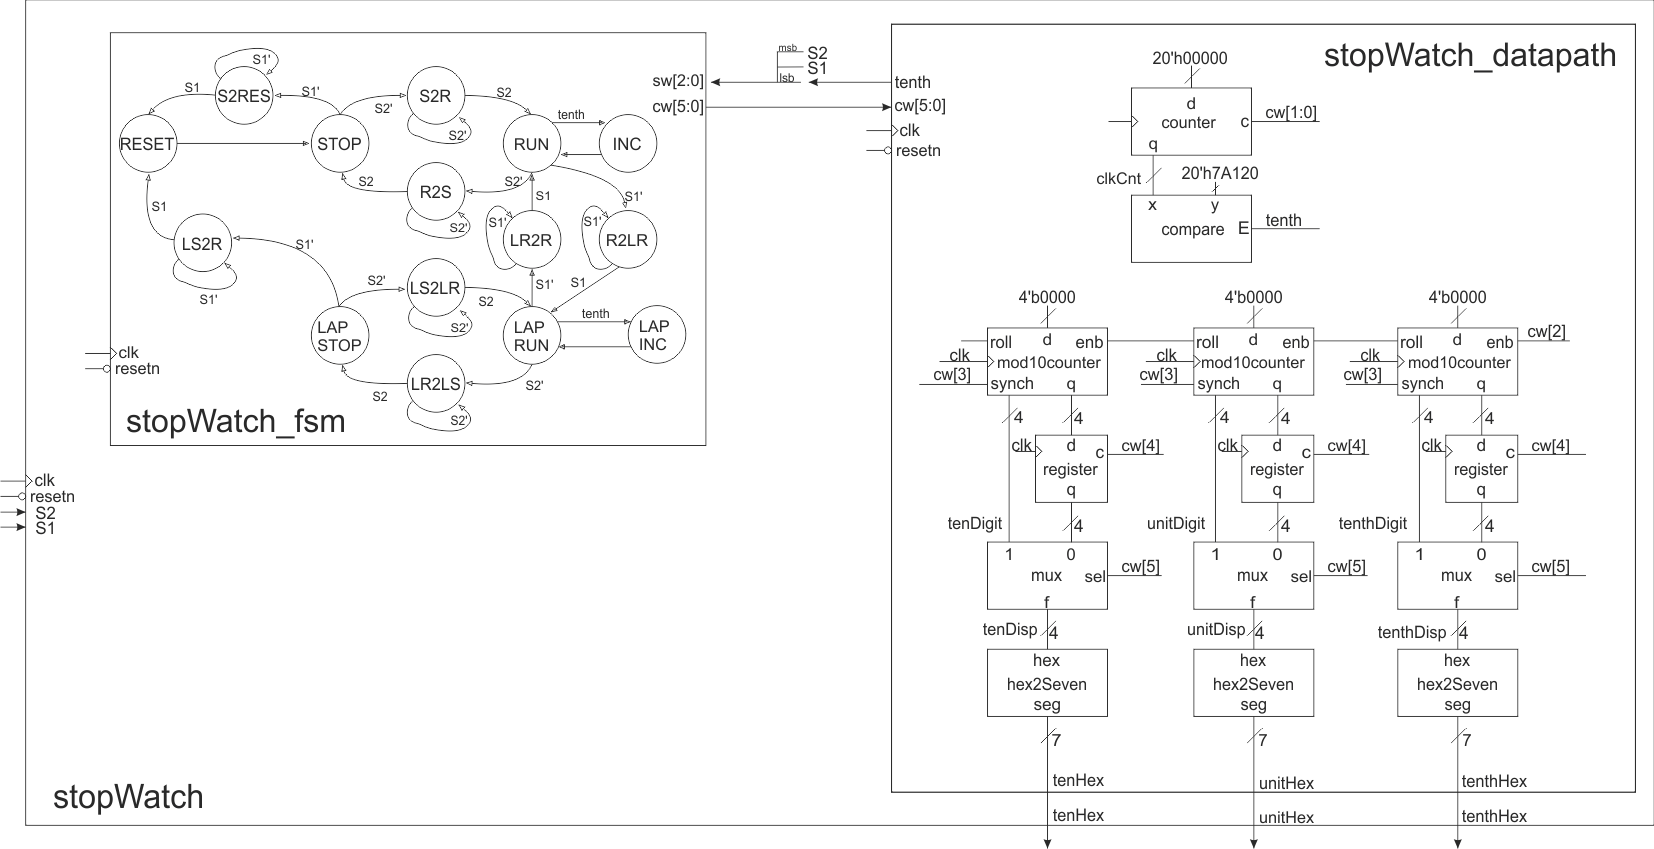 stopWatch_fsm
S1'
S1
S2RES
S1'
S2'
S2R
S2
S2'
tenth
RESET
STOP
RUN
INC
S2
R2S
S2'
S2'
S1'
S1
S1
S1'
LR2R
S1'
R2LR
LS2R
S1'
S1'
S2'
LS2LR
S2
S2'
S1'
S1
tenth
LAP
STOP
LAP
RUN
LAP
INC
S2
LR2LS
S2'
S2'
clk
resetn
sw[2:0]
cw[5:0]
msb
S2
S1
lsb
clk
resetn
S2
S1
stopWatch
stopWatch_datapath
tenth
cw[5:0]
clk
resetn
20'h00000
d
counter
c
cw[1:0]
q
clkCnt
20'h7A120
x
y
compare
E
tenth
4'b0000
4'b0000
4'b0000
roll d enb
roll d enb
roll d enb
cw[2]
clk
mod10counter
clk
mod10counter
clk
mod10counter
cw[3]
synch q
cw[3]
synch q
cw[3]
synch q
4
4
4
4
4
4
clk
d
c
cw[4]
register
q
clk
d
c
cw[4]
register
q
clk
d
c
cw[4]
register
q
tenDigit
4
unitDigit
4
tenthDigit
4
1 0
mux sel
cw[5]
f
1 0
mux sel
cw[5]
f
1 0
mux sel
cw[5]
f
tenDisp
4
unitDisp
4
tenthDisp
4
hex
hex2Seven
seg
hex
hex2Seven
seg
hex
hex2Seven
seg
7
7
7
tenHex
unitHex
tenthHex
tenHex
unitHex
tenthHex